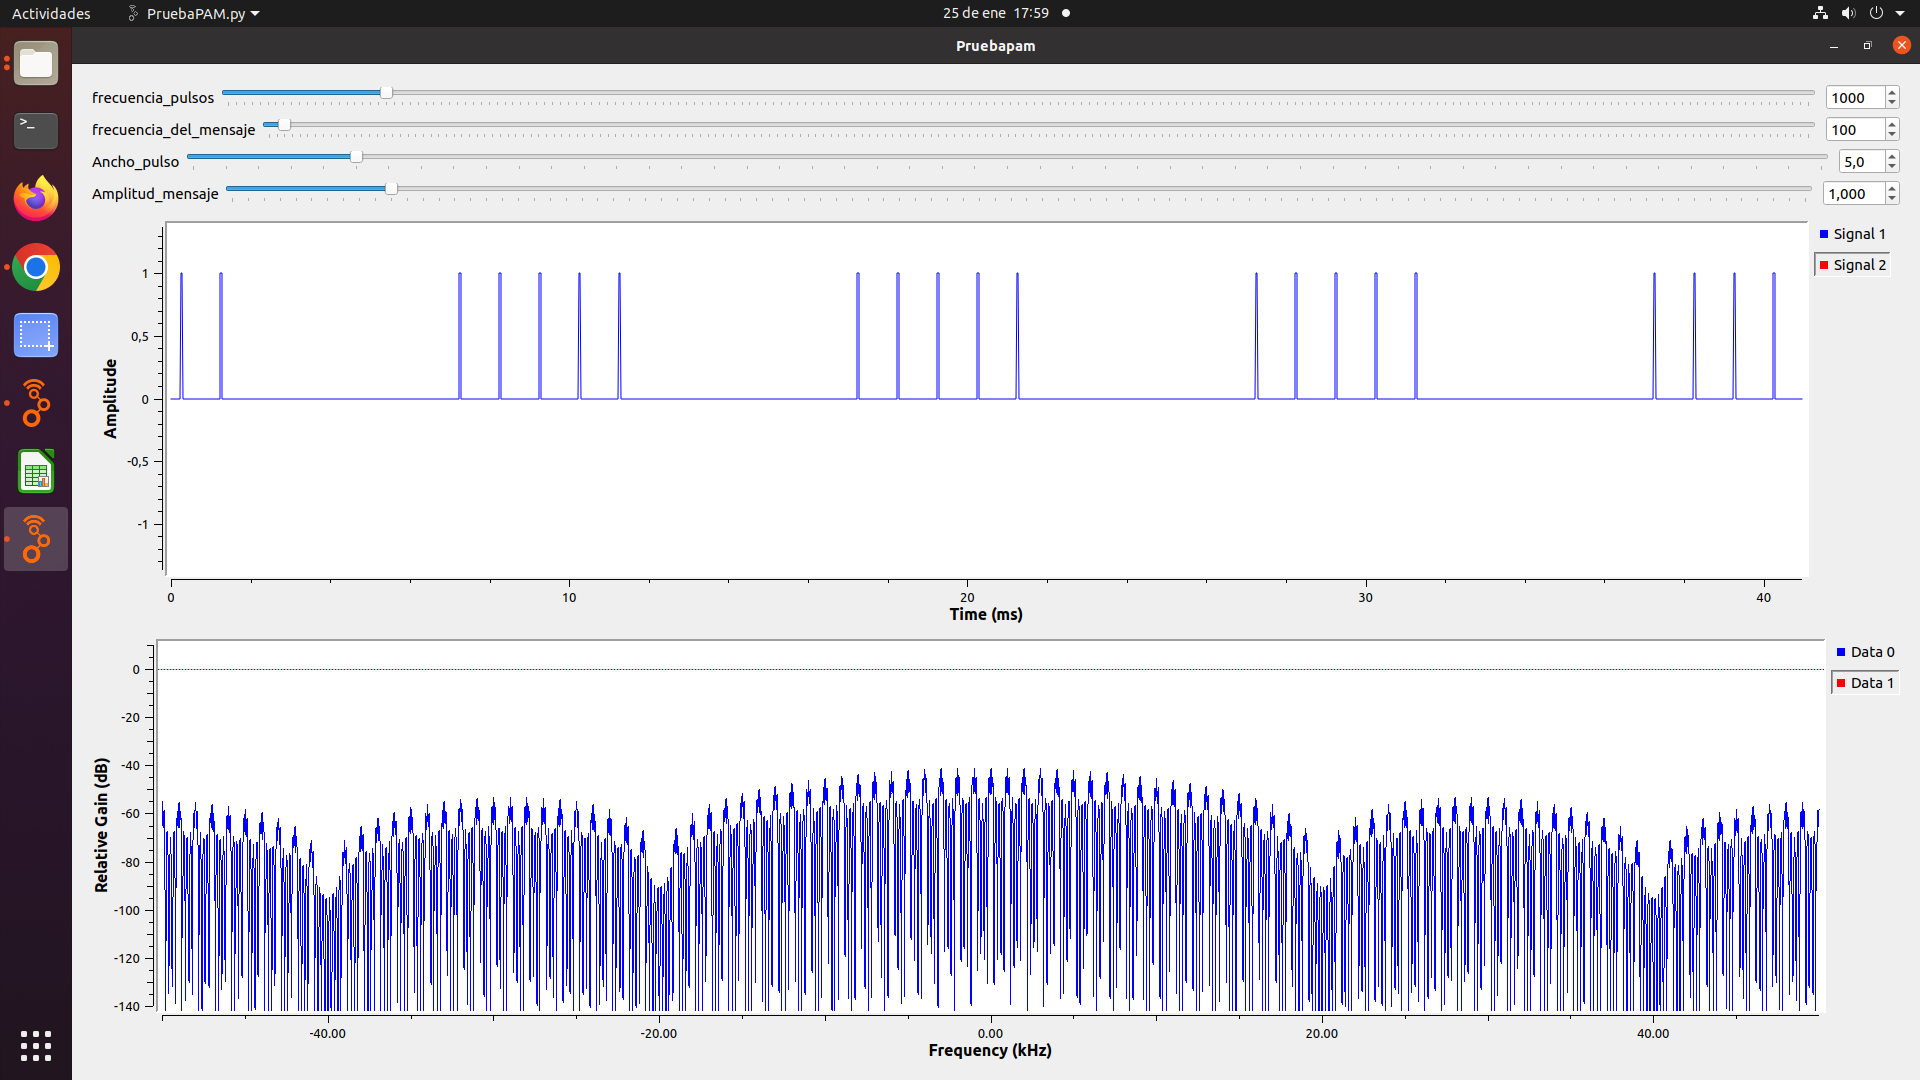 Actividades PruebaPAM.py 25 de ene 17:59
Pruebapam
frecuencia_pulsos 1000
frecuencia_del_mensaje 100
Ancho_pulso 5,0
Amplitud_mensaje 1,000
Signal 1
Signal 2
1
0,5
0
-0,5
-1
Amplitude
0 10 20 30 40
Time (ms)
Data 0
Data 1
0
-20
-40
-60
-80
-100
-120
-140
Relative Gain (dB)
-40.00 -20.00 0.00 20.00 40.00
Frequency (kHz)